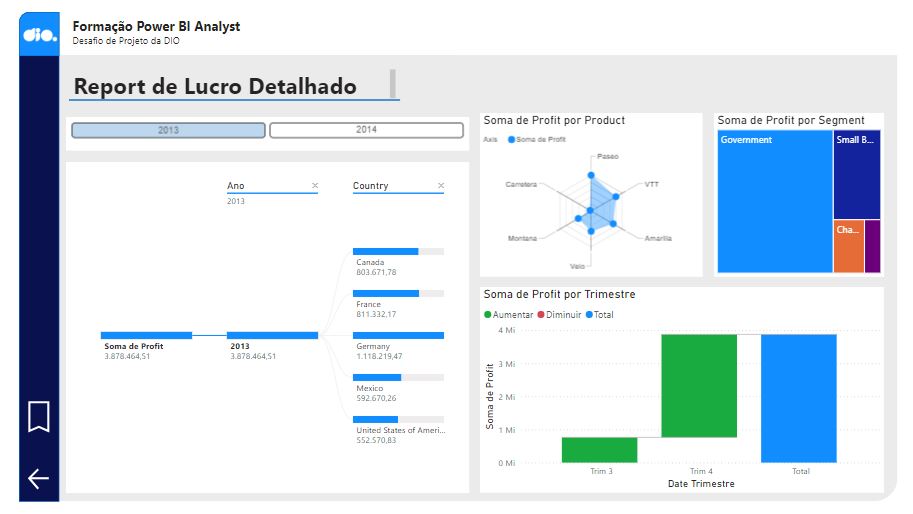 dio.
Formação Power BI Analyst
Desafio de Projeto da DIO
Report de Lucro Detalhado
2013
2014
Ano
2013
Country
Soma de Profit
3.878.464,51
2013
3.878.464,51
Canada
803.671,78
France
811.332,17
Germany
1.118.219,47
Mexico
592.670,26
United States of Ameri...
552.570,83
Soma de Profit por Product
Axis Soma de Profit
Paseo
VTT
Amarilla
Velo
Montana
Carretera
Soma de Profit por Segment
Government
Small B...
Cha...
Soma de Profit por Trimestre
Aumentar Diminuir Total
Soma de Profit
4 Mi
3 Mi
2 Mi
1 Mi
0 Mi
Trim 3
Trim 4
Total
Date Trimestre